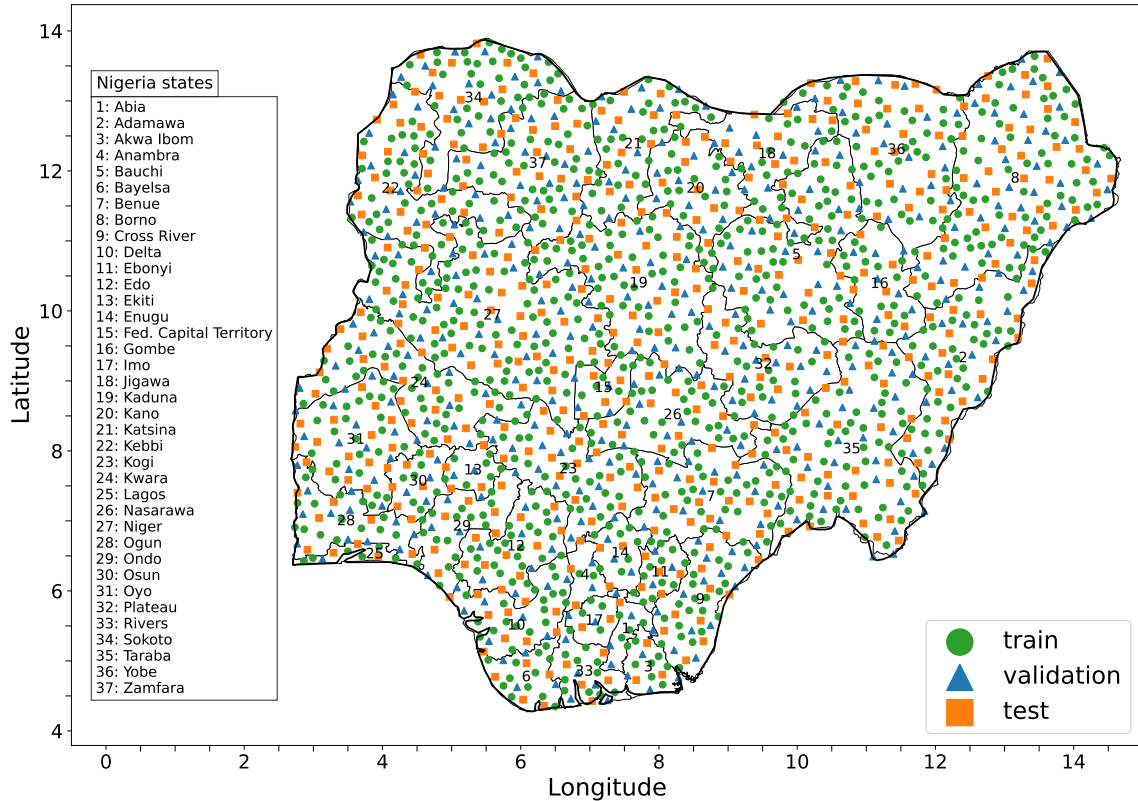 Nigeria states
1: Abia
2: Adamawa
3: Akwa Ibom
4: Anambra
5: Bauchi
6: Bayelsa
7: Benue
8: Borno
9: Cross River
10: Delta
11: Ebonyi
12: Edo
13: Ekiti
14: Enugu
15: Fed. Capital Territory
16: Gombe
17: Imo
18: Jigawa
19: Kaduna
20: Kano
21: Katsina
22: Kebbi
23: Kogi
24: Kwara
25: Lagos
26: Nasarawa
27: Niger
28: Ogun
29: Ondo
30: Osun
31: Oyo
32: Plateau
33: Rivers
34: Sokoto
35: Taraba
36: Yobe
37: Zamfara
34
21
18
36
37
22
20
8
5
19
16
27
32
2
24
15
26
31
35
30
13
23
7
28
29
12
25
14
4
11
9
10
17
1
6
33
3
train
validation
test
14
12
10
8
6
4
Latitude
0 2 4 6 8 10 12 14
Longitude